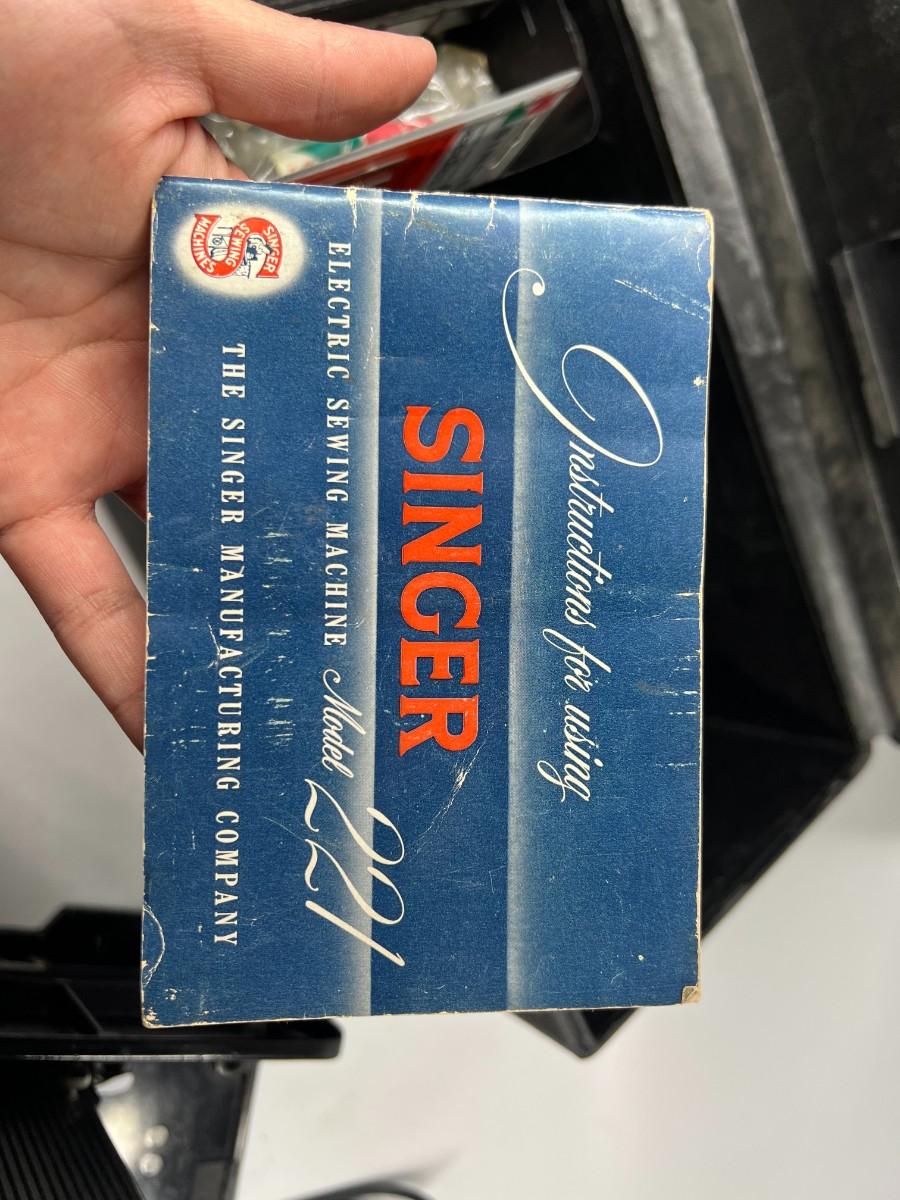 Instructions for using
SINGER
ELECTRIC SEWING MACHINE Model 221
SINGER
SEWING
MACHINES
THE SINGER MANUFACTURING COMPANY